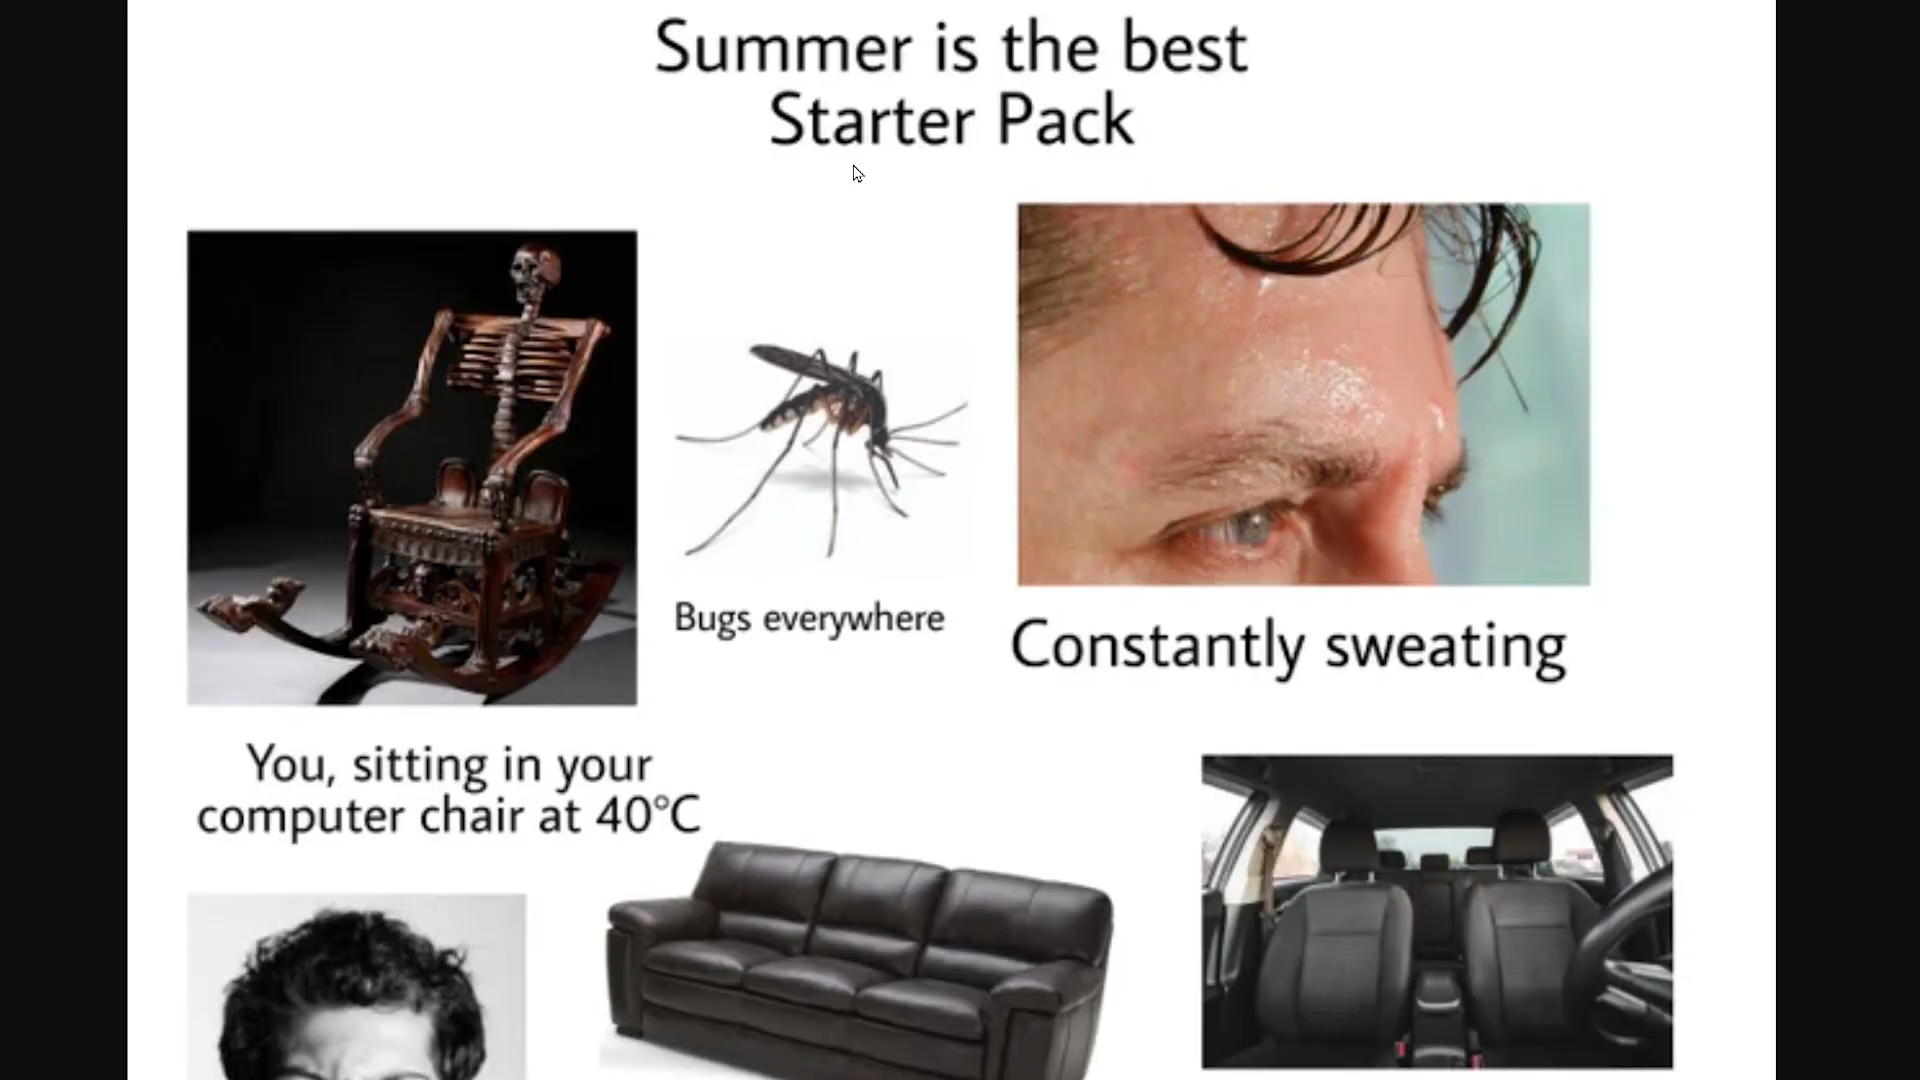 Summer is the best
Starter Pack
Bugs everywhere
Constantly sweating
You, sitting in your
computer chair at 40°C